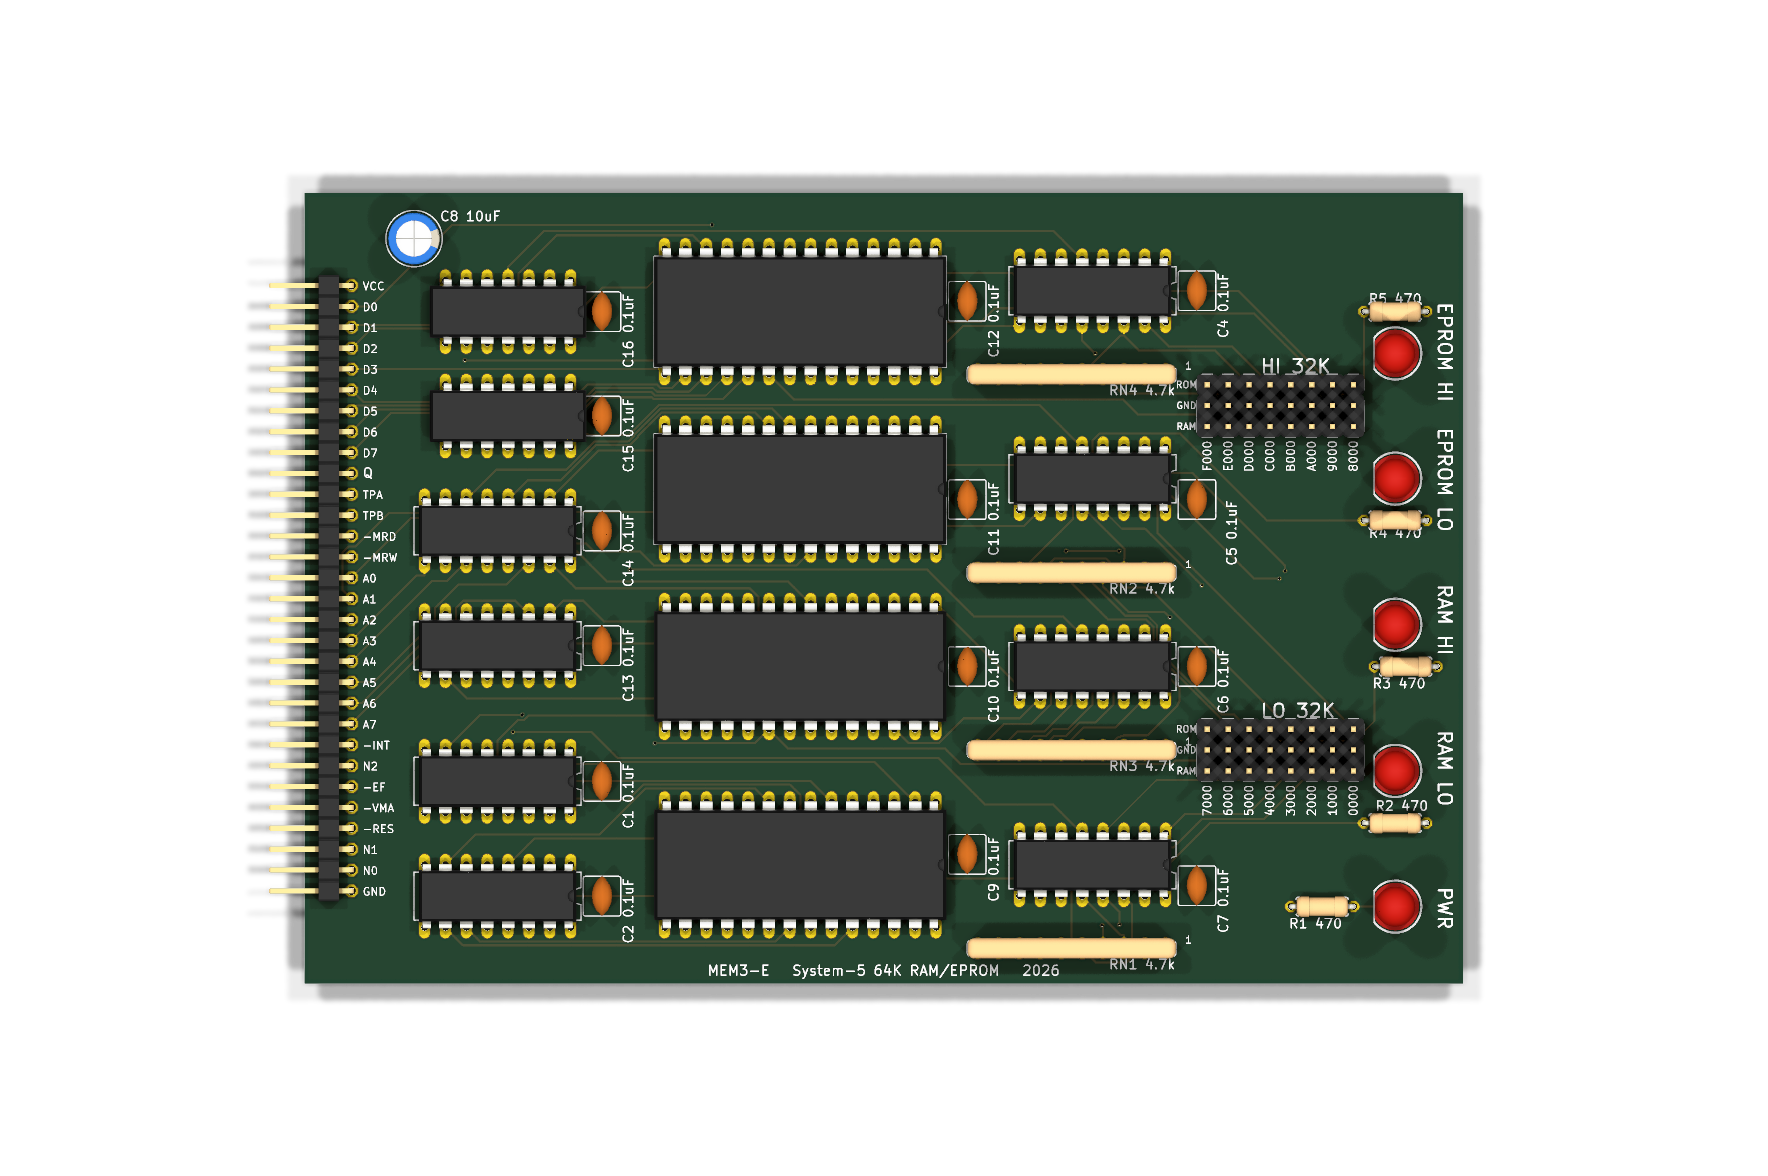 C8 10uF
VCC
D0
D1
D2
D3
D4
D5
D6
D7
Q
TPA
TPB
-MRD
-MRW
A0
A1
A2
A3
A4
A5
A6
A7
-INT
N2
-EF
-VMA
-RES
N1
N0
GND
C16 0.1uF
C15 0.1uF
C14 0.1uF
C13 0.1uF
C1 0.1uF
C2 0.1uF
C12 0.1uF
C11 0.1uF
C10 0.1uF
C9 0.1uF
C4 0.1uF
1
RN4 4.7k
C5 0.1uF
1
RN2 4.7k
C6 0.1uF
1
RN3 4.7k
C7 0.1uF
1
RN1 4.7k
HI 32K
ROM
GND
RAM
F000
E000
D000
C000
B000
A000
9000
8000
LO 32K
ROM
GND
RAM
7000
6000
5000
4000
3000
2000
1000
0000
R5 470
EPROM HI
EPROM LO
R4 470
RAM HI
R3 470
RAM LO
R2 470
PWR
R1 470
MEM3-E System-5 64K RAM/EPROM 2026